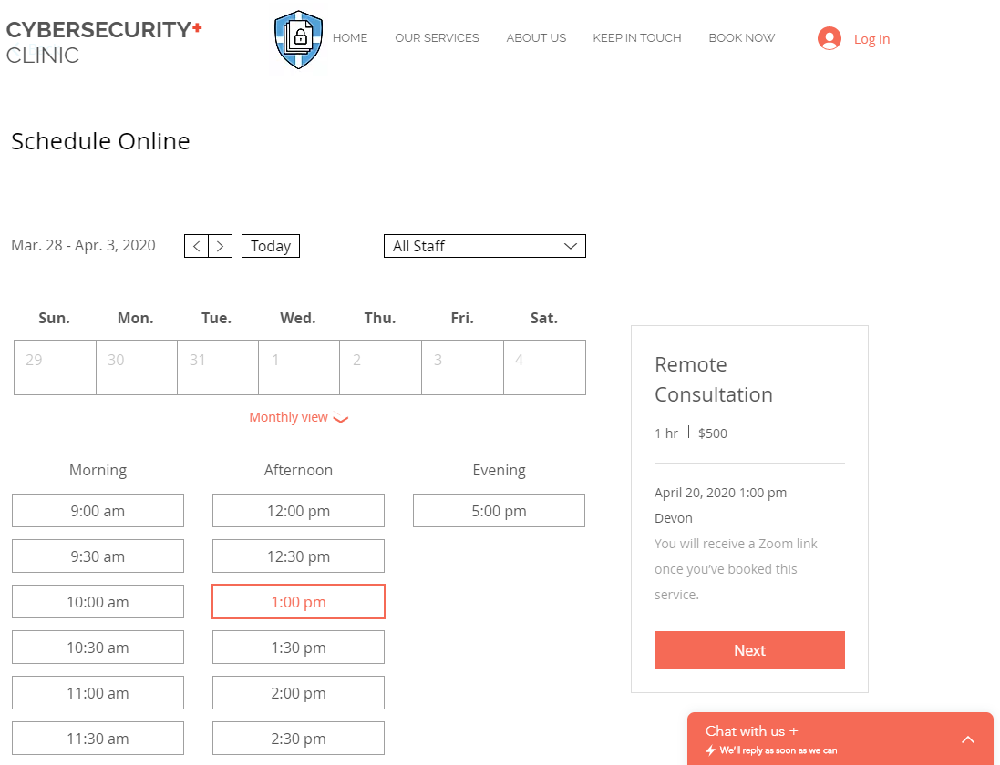 CYBERSECURITY+
CLINIC
HOME
OUR SERVICES
ABOUT US
KEEP IN TOUCH
BOOK NOW
Log In
Schedule Online
Mar. 28 - Apr. 3, 2020
Today
All Staff
Sun.
Mon.
Tue.
Wed.
Thu.
Fri.
Sat.
29
30
31
1
2
3
4
Monthly view
Morning
Afternoon
Evening
9:00 am
12:00 pm
5:00 pm
9:30 am
12:30 pm
10:00 am
1:00 pm
10:30 am
1:30 pm
11:00 am
2:00 pm
11:30 am
2:30 pm
Remote
Consultation
1 hr
$500
April 20, 2020 1:00 pm
Devon
You will receive a Zoom link
once you've booked this
service.
Next
Chat with us +
We'll reply as soon as we can